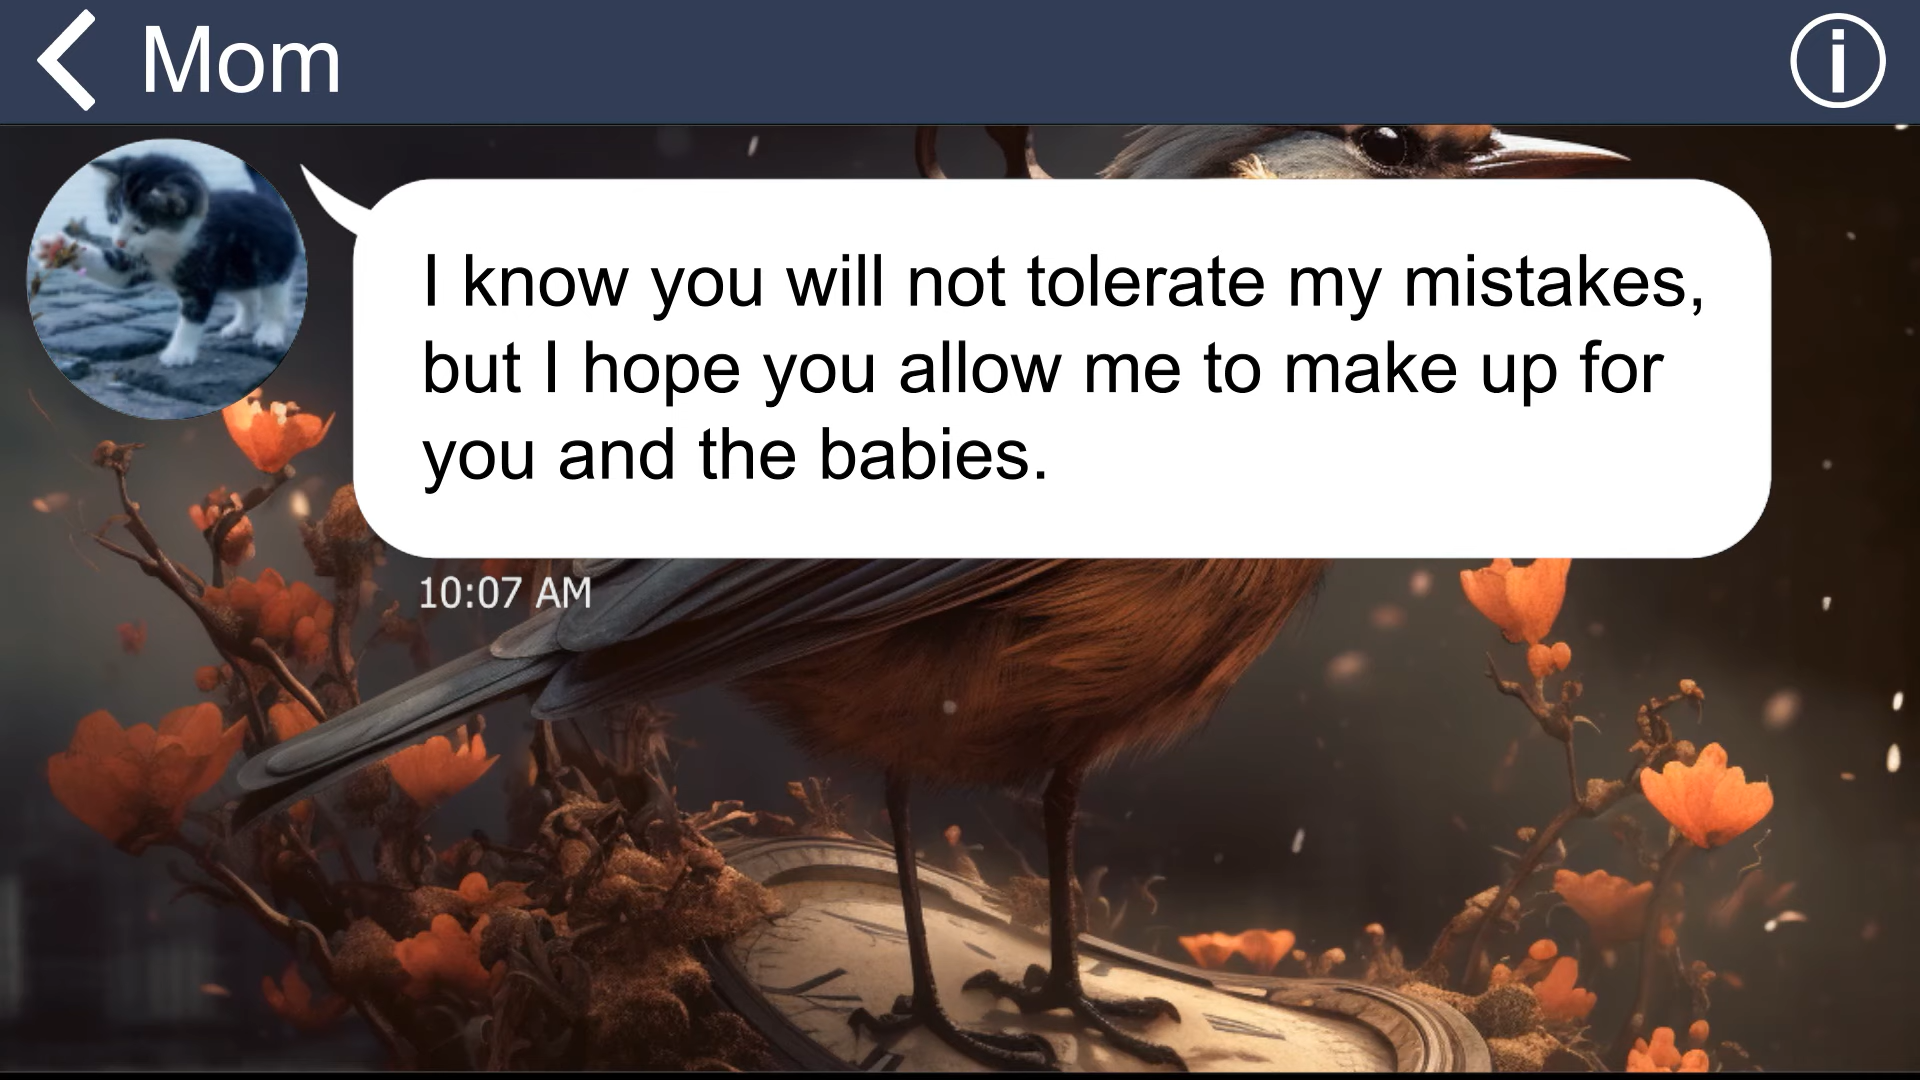 Mom
I know you will not tolerate my mistakes,
but I hope you allow me to make up for
you and the babies.
10:07 AM